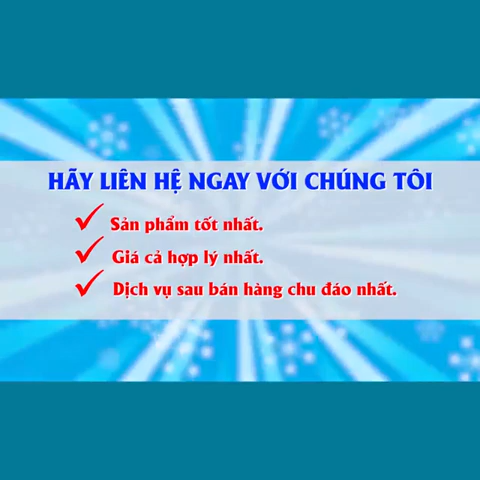 HÃY LIÊN HỆ NGAY VỚI CHÚNG TÔI
Sản phẩm tốt nhất.
Giá cả hợp lý nhất.
Dịch vụ sau bán hàng chu đáo nhất.